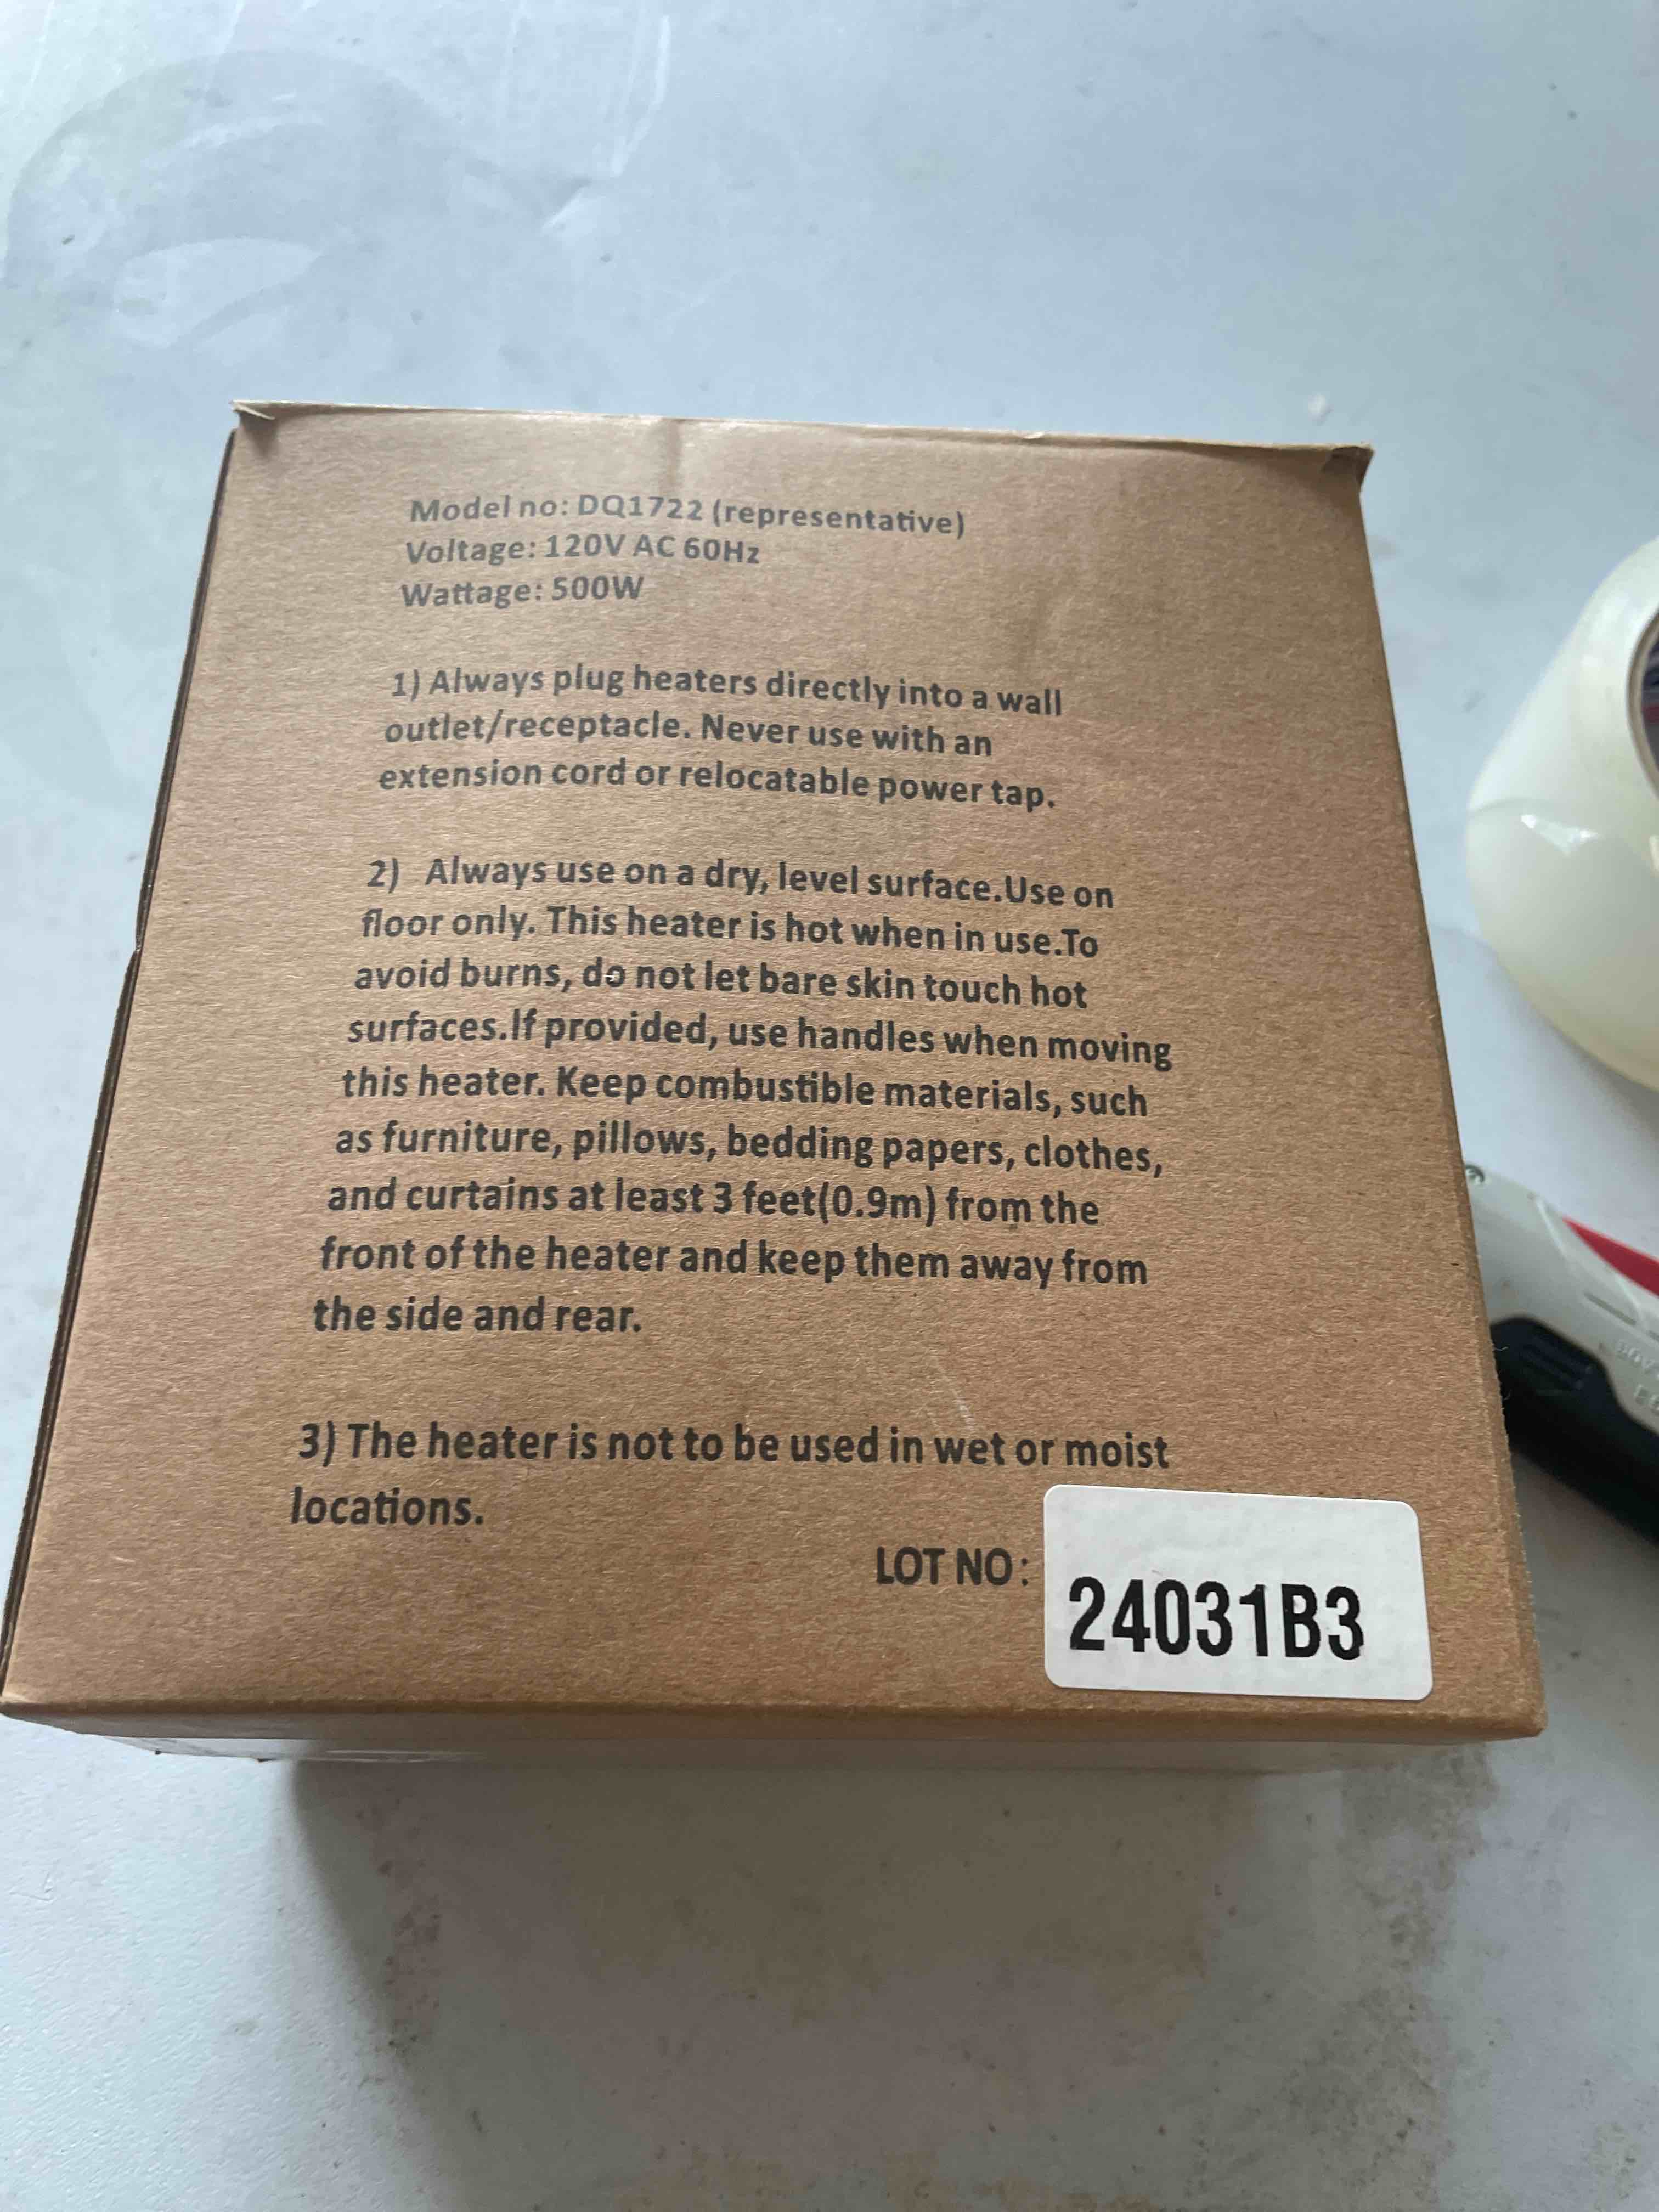 Model no: DQ1722 (representative)
Voltage: 120V AC 60Hz
Wattage: 500W
1) Always plug heaters directly into a wall
outlet/receptacle. Never use with an
extension cord or relocatable power tap.
2) Always use on a dry, level surface.Use on
floor only. This heater is hot when in use.To
avoid burns, do not let bare skin touch hot
surfaces.If provided, use handles when moving
this heater. Keep combustible materials, such
as furniture, pillows, bedding papers, clothes,
and curtains at least 3 feet(0.9m) from the
front of the heater and keep them away from
the side and rear.
3) The heater is not to be used in wet or moist
locations.
LOT NO:
24031B3